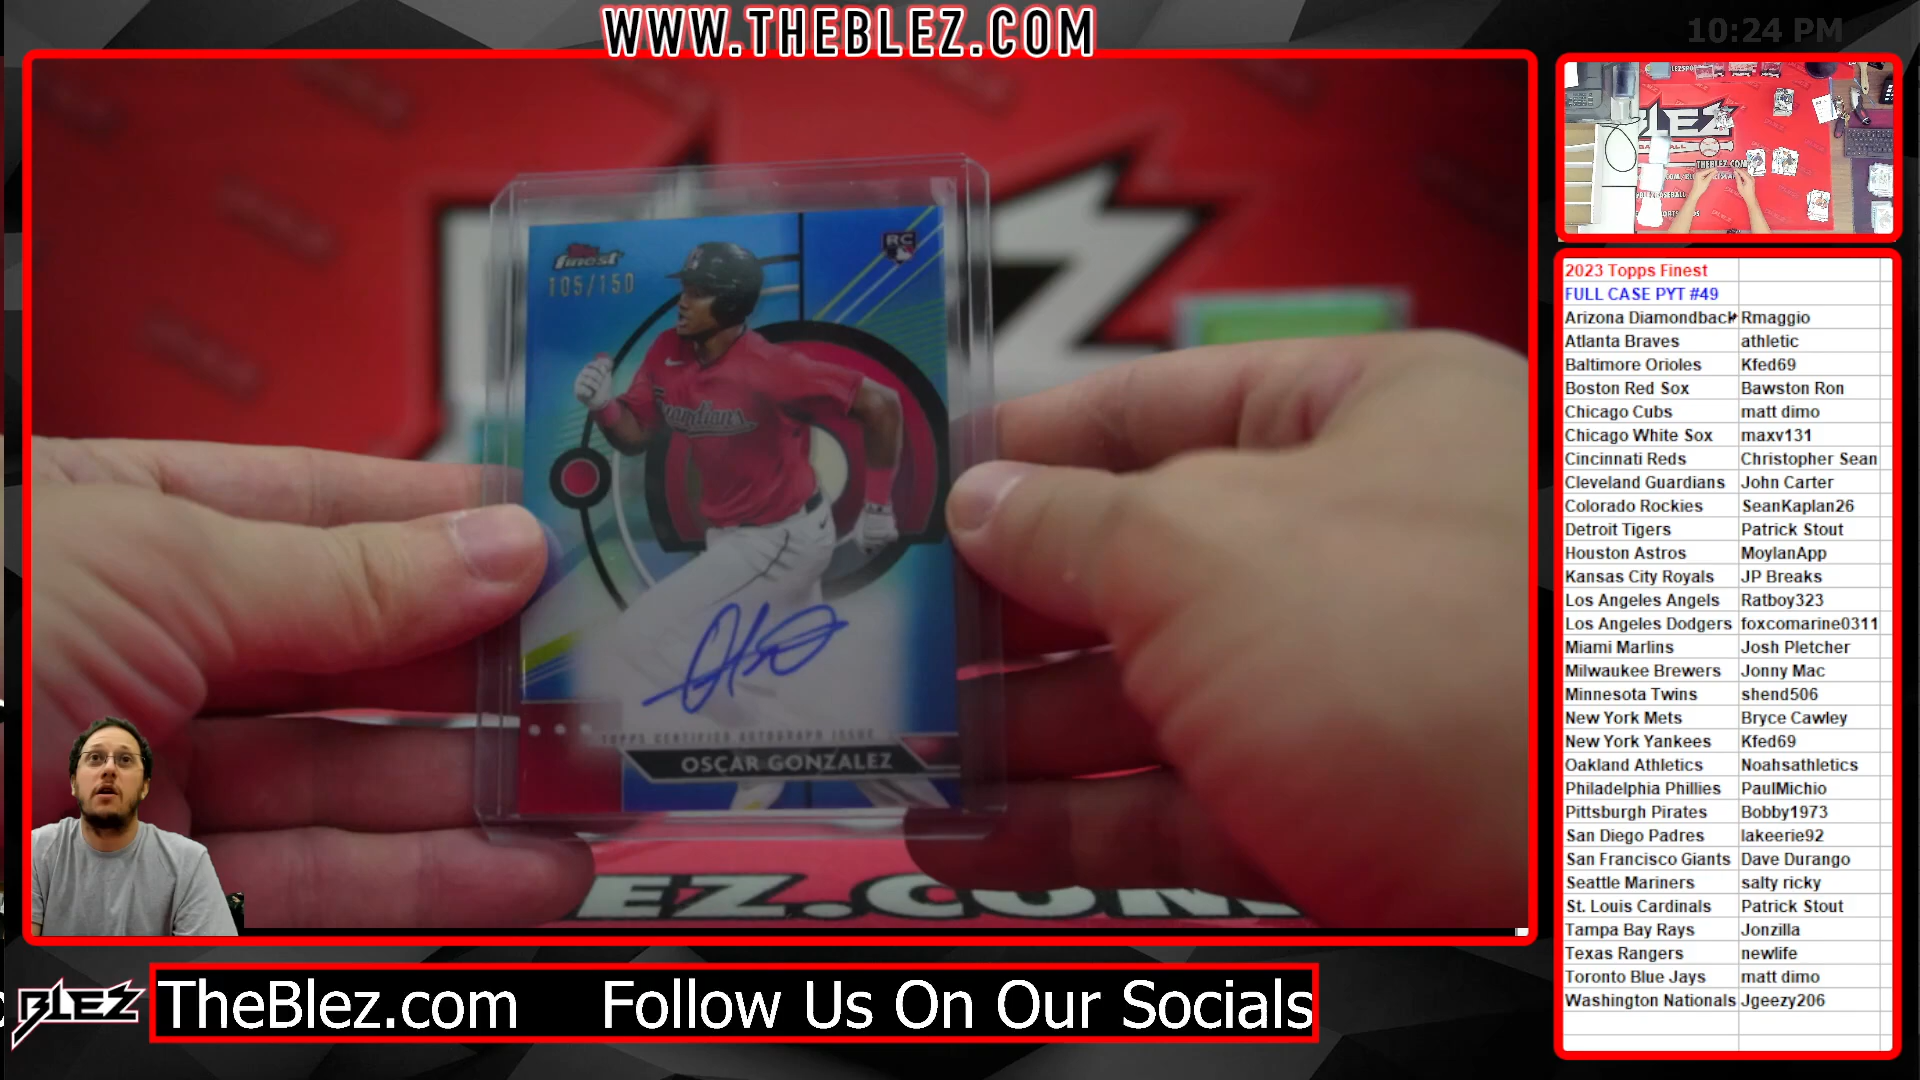 WWW.THEBLEZ.COM
10:24 PM
Topps
finest
105/150
RC
Guardians
TOPPS CERTIFIED AUTOGRAPH ISSUE
OSCAR GONZALEZ
EZ.COM
BLEZ
BASEBALL
THEBLEZ.COM
2023 Topps Finest
FULL CASE PYT #49
Arizona Diamondback Rmaggio
Atlanta Braves athletic
Baltimore Orioles Kfed69
Boston Red Sox Bawston Ron
Chicago Cubs matt dimo
Chicago White Sox maxv131
Cincinnati Reds Christopher Sean
Cleveland Guardians John Carter
Colorado Rockies SeanKaplan26
Detroit Tigers Patrick Stout
Houston Astros MoylanApp
Kansas City Royals JP Breaks
Los Angeles Angels Ratboy323
Los Angeles Dodgers foxcomarine0311
Miami Marlins Josh Pletcher
Milwaukee Brewers Jonny Mac
Minnesota Twins shend506
New York Mets Bryce Cawley
New York Yankees Kfed69
Oakland Athletics Noahsathletics
Philadelphia Phillies PaulMichio
Pittsburgh Pirates Bobby1973
San Diego Padres lakeerie92
San Francisco Giants Dave Durango
Seattle Mariners salty ricky
St. Louis Cardinals Patrick Stout
Tampa Bay Rays Jonzilla
Texas Rangers newlife
Toronto Blue Jays matt dimo
Washington Nationals Jgeezy206
BLEZ
TheBlez.com Follow Us On Our Socials